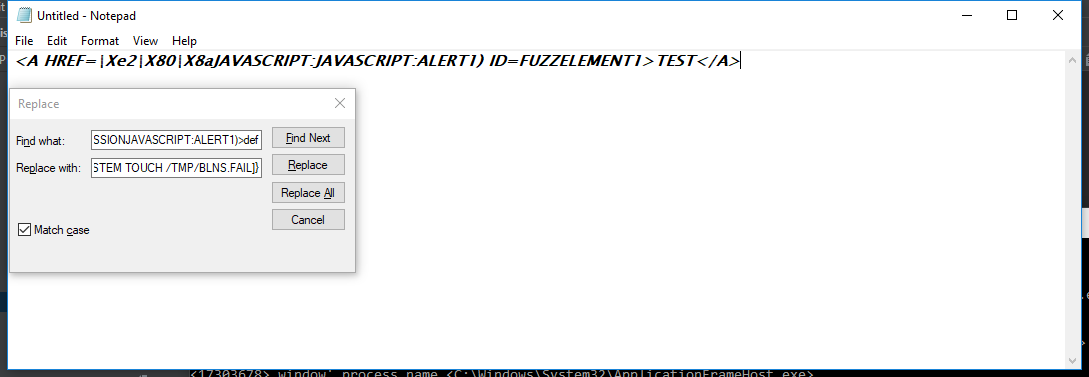 Untitled - Notepad
File Edit Format View Help
<A HREF=\Xe2\X80\X8aJAVASCRIPT:JAVASCRIPT:ALERT1) ID=FUZZELEMENT1>TEST</A>
Replace
Find what: SSIONJAVASCRIPT:ALERT1)>def Find Next
Replace with: STEM TOUCH /TMP/BLNS.FAIL]} Replace
Replace All
Cancel
Match case
<17303678> window' process name <C:\Windows\System32\ApplicationFrameHost.exe>